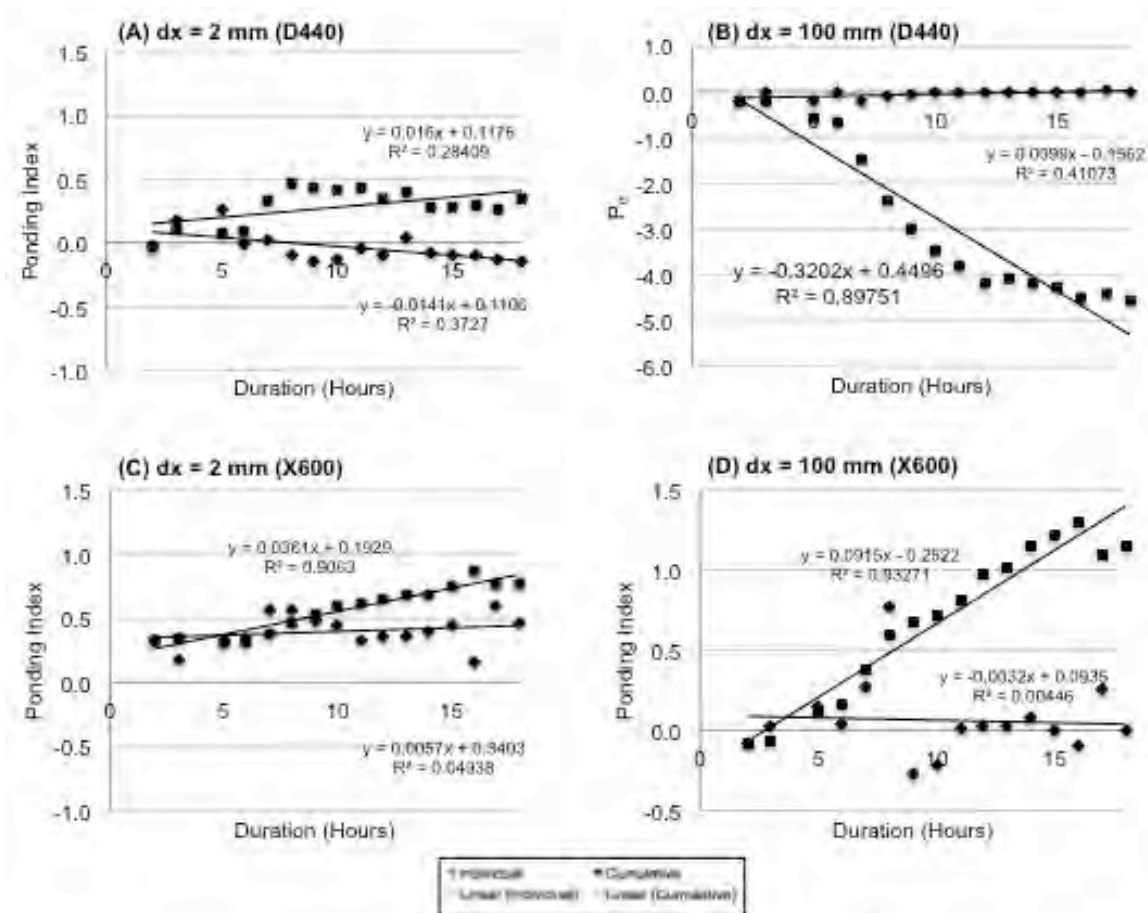 (A) dx = 2 mm (D440)
1.5
1.0
0.5
0.0
-0.5
-1.0
0
5
10
15
y = 0.016x + 0.1176
R² = 0.28409
y = -0.0141x + 0.1106
R² = 0.3727
Ponding Index
Duration (Hours)
(B) dx = 100 mm (D440)
1.0
0.0
-1.0
-2.0
-3.0
-4.0
-5.0
-6.0
0
5
10
15
y = 0.0099x - 0.1562
R² = 0.41073
y = -0.3202x + 0.4496
R² = 0.89751
Duration (Hours)
(C) dx = 2 mm (X600)
1.5
1.0
0.5
0.0
-0.5
-1.0
0
5
10
15
y = 0.0361x + 0.1929
R² = 0.9063
y = 0.0057x + 0.3403
R² = 0.04938
Ponding Index
Duration (Hours)
(D) dx = 100 mm (X600)
1.5
1.0
0.5
0.0
-0.5
0
5
10
15
y = 0.0915x - 0.2522
R² = 0.93271
y = -0.0032x + 0.0935
R² = 0.00446
Ponding Index
Duration (Hours)
Individual
Cumulative
Linear (Individual)
Linear (Cumulative)